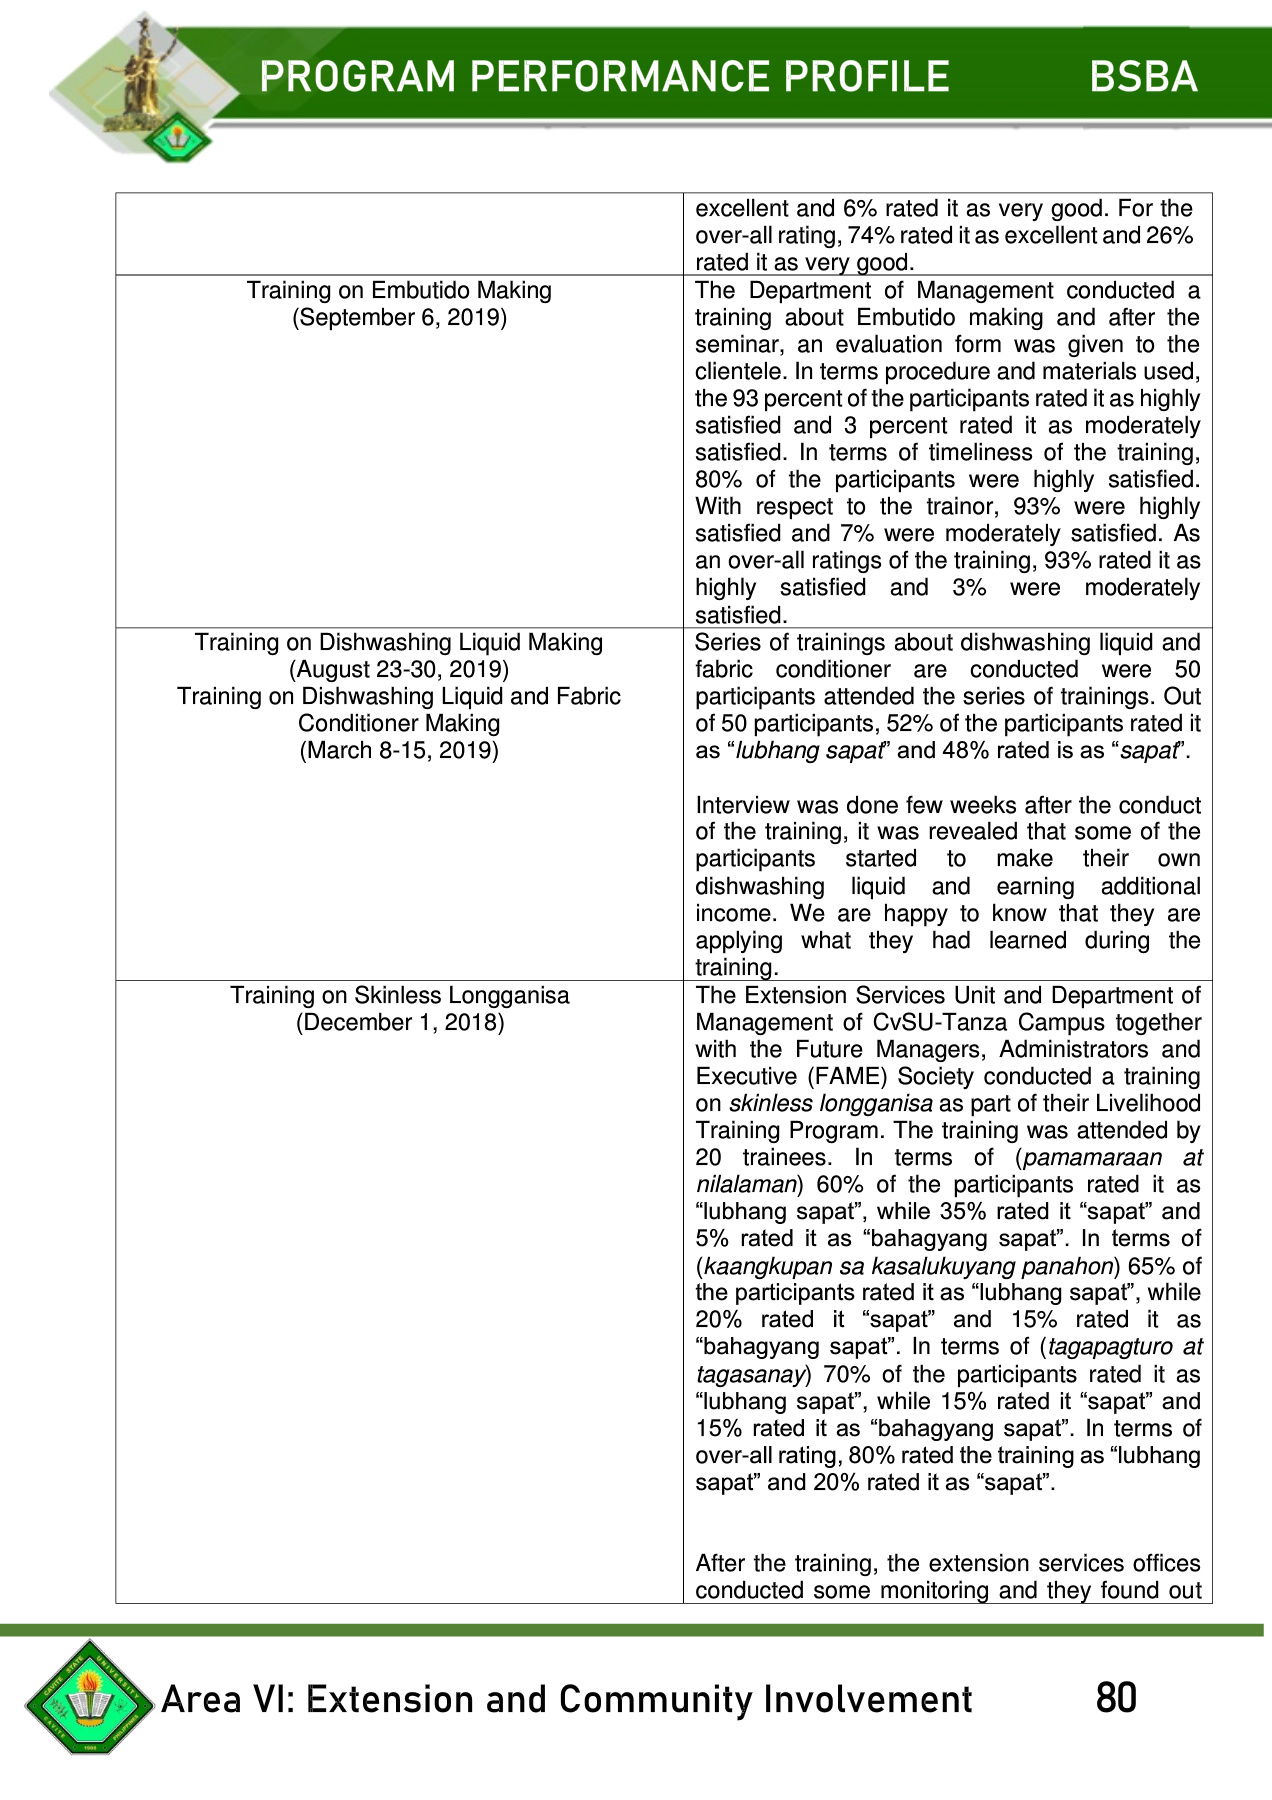 PROGRAM PERFORMANCE PROFILE BSBA
excellent and 6% rated it as very good. For the
over-all rating, 74% rated it as excellent and 26%
rated it as very good.
Training on Embutido Making
(September 6, 2019)
The Department of Management conducted a
training about Embutido making and after the
seminar, an evaluation form was given to the
clientele. In terms procedure and materials used,
the 93 percent of the participants rated it as highly
satisfied and 3 percent rated it as moderately
satisfied. In terms of timeliness of the training,
80% of the participants were highly satisfied.
With respect to the trainor, 93% were highly
satisfied and 7% were moderately satisfied. As
an over-all ratings of the training, 93% rated it as
highly satisfied and 3% were moderately
satisfied.
Training on Dishwashing Liquid Making
(August 23-30, 2019)
Training on Dishwashing Liquid and Fabric
Conditioner Making
(March 8-15, 2019)
Series of trainings about dishwashing liquid and
fabric conditioner are conducted were 50
participants attended the series of trainings. Out
of 50 participants, 52% of the participants rated it
as “lubhang sapat” and 48% rated is as “sapat”.
Interview was done few weeks after the conduct
of the training, it was revealed that some of the
participants started to make their own
dishwashing liquid and earning additional
income. We are happy to know that they are
applying what they had learned during the
training.
Training on Skinless Longganisa
(December 1, 2018)
The Extension Services Unit and Department of
Management of CvSU-Tanza Campus together
with the Future Managers, Administrators and
Executive (FAME) Society conducted a training
on skinless longganisa as part of their Livelihood
Training Program. The training was attended by
20 trainees. In terms of (pamamaraan at
nilalaman) 60% of the participants rated it as
“lubhang sapat”, while 35% rated it “sapat” and
5% rated it as “bahagyang sapat”. In terms of
(kaangkupan sa kasalukuyang panahon) 65% of
the participants rated it as “lubhang sapat”, while
20% rated it “sapat” and 15% rated it as
“bahagyang sapat”. In terms of (tagapagturo at
tagasanay) 70% of the participants rated it as
“lubhang sapat”, while 15% rated it “sapat” and
15% rated it as “bahagyang sapat”. In terms of
over-all rating, 80% rated the training as “lubhang
sapat” and 20% rated it as “sapat”.
After the training, the extension services offices
conducted some monitoring and they found out
CAVITE STATE UNIVERSITY
CAVITE PHILIPPINES
1906
Area VI: Extension and Community Involvement 80